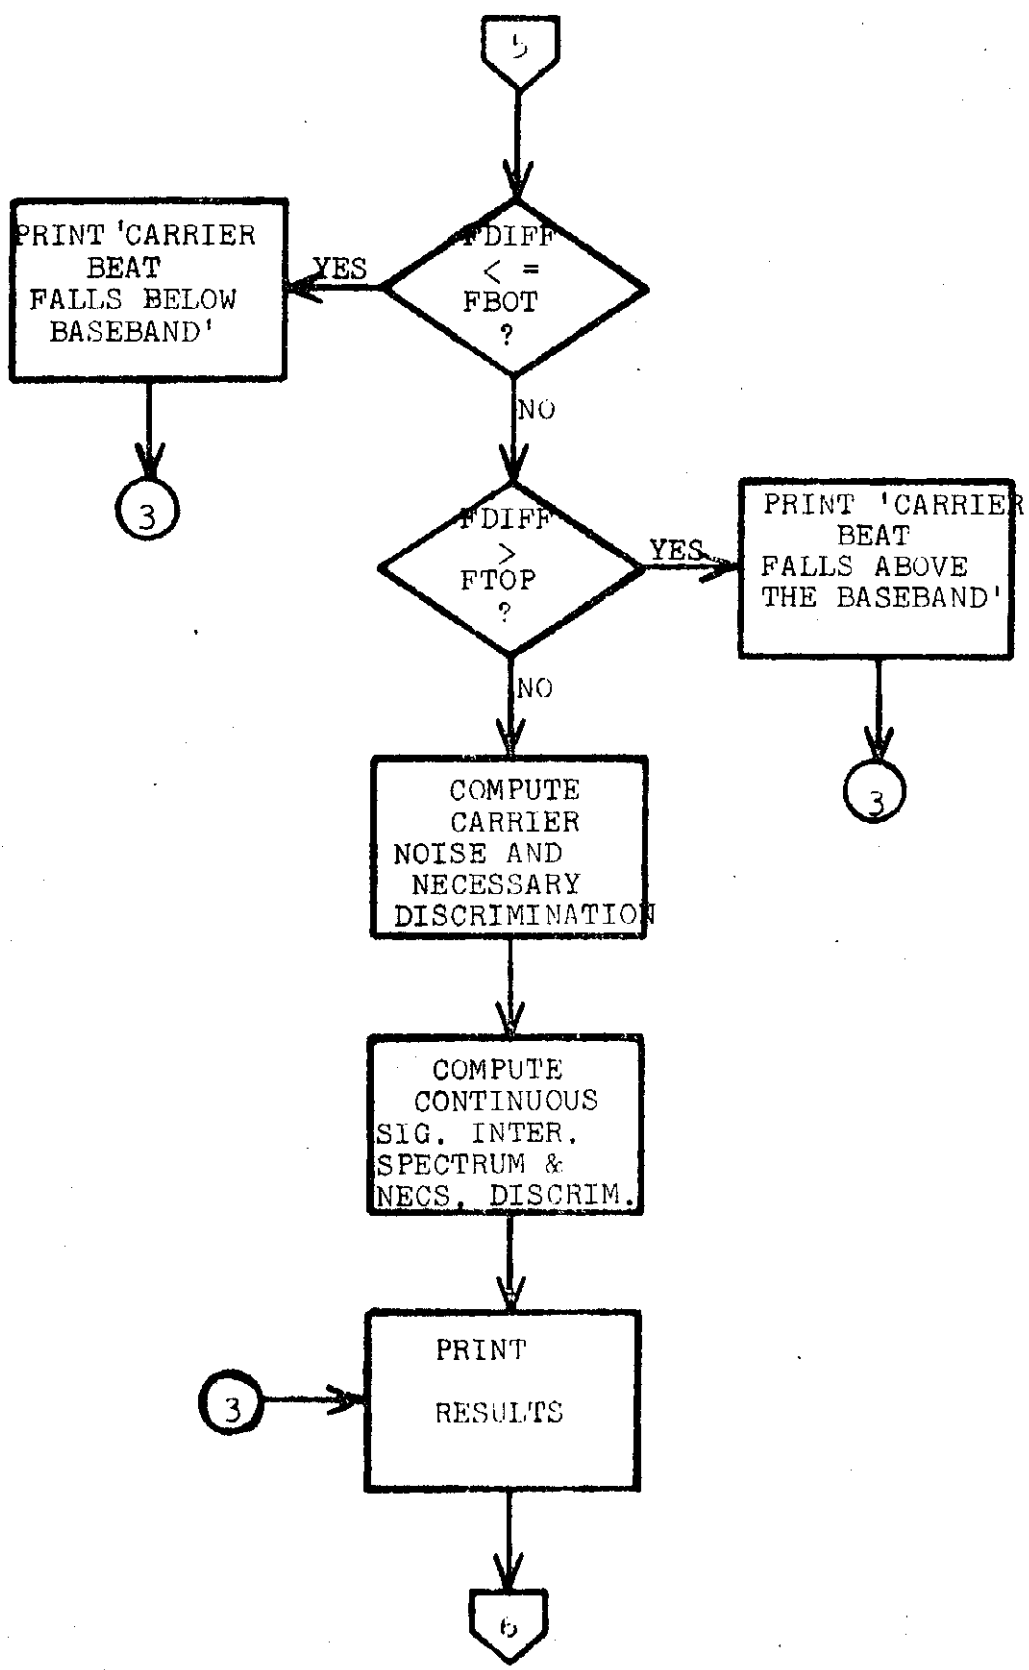 5
FDIFF
< =
FBOT
?
YES
PRINT 'CARRIER
BEAT
FALLS BELOW
BASEBAND'
3
NO
FDIFF
>
FTOP
?
YES
PRINT 'CARRIER
BEAT
FALLS ABOVE
THE BASEBAND'
3
NO
COMPUTE
CARRIER
NOISE AND
NECESSARY
DISCRIMINATION
COMPUTE
CONTINUOUS
SIG. INTER.
SPECTRUM &
NECS. DISCRIM.
PRINT
RESULTS
3
6